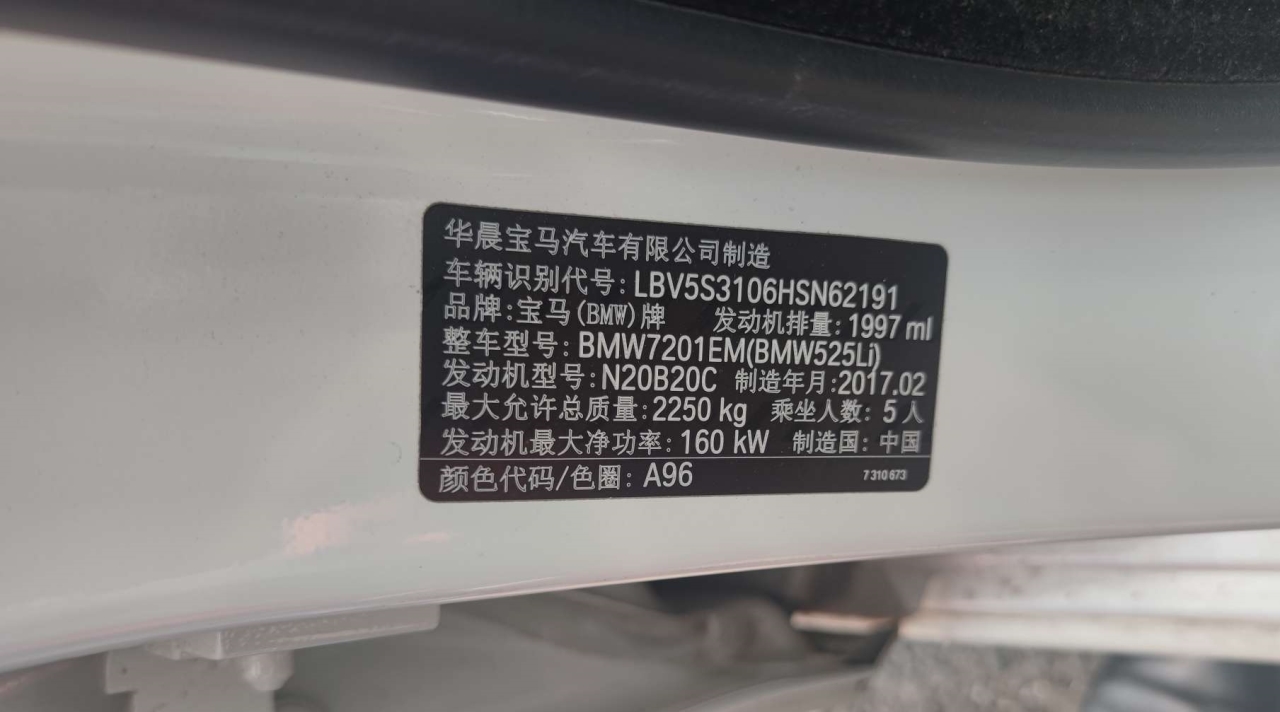 华晨宝马汽车有限公司制造
车辆识别代号: LBV5S3106HSN62191
品牌: 宝马(BMW)牌 发动机排量: 1997 ml
整车型号: BMW7201EM(BMW525Li)
发动机型号: N20B20C 制造年月: 2017.02
最大允许总质量: 2250 kg 乘坐人数: 5 人
发动机最大净功率: 160 kW 制造国: 中国
颜色代码/色圈: A96 7 310 673